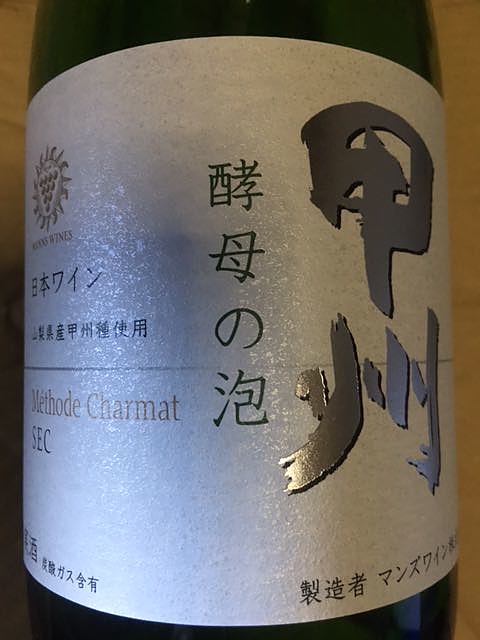 甲州
酵母の泡
MANNS WINES
日本ワイン
山梨県産甲州種使用
Méthode Charmat
SEC
酒 炭酸ガス含有
製造者 マンズワイン株